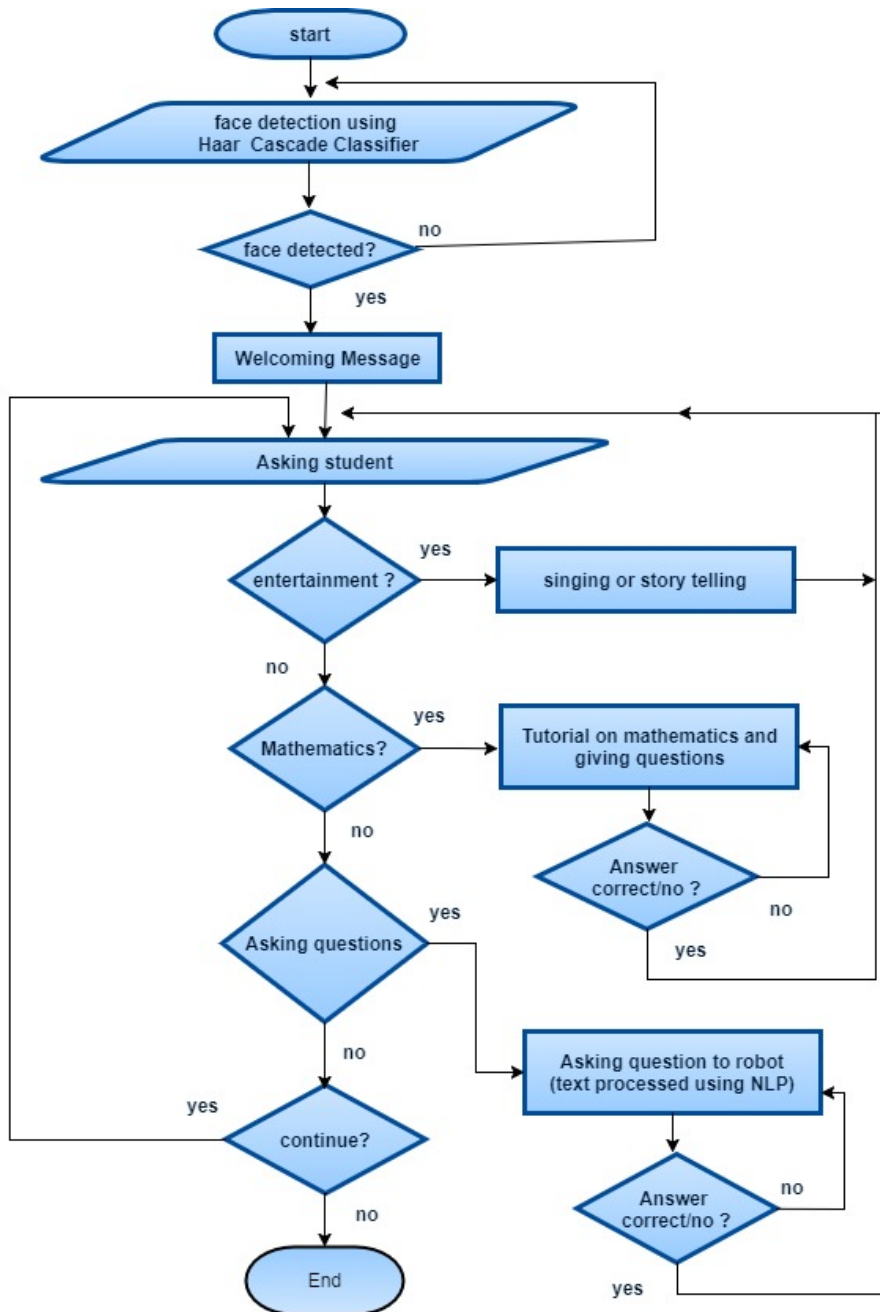 start
face detection using
Haar Cascade Classifier
face detected?
no
yes
Welcoming Message
Asking student
entertainment ?
yes
singing or story telling
no
Mathematics?
yes
Tutorial on mathematics and
giving questions
no
Answer
correct/no ?
no
yes
Asking questions
yes
no
Asking question to robot
(text processed using NLP)
continue?
yes
no
Answer
correct/no ?
no
yes
End